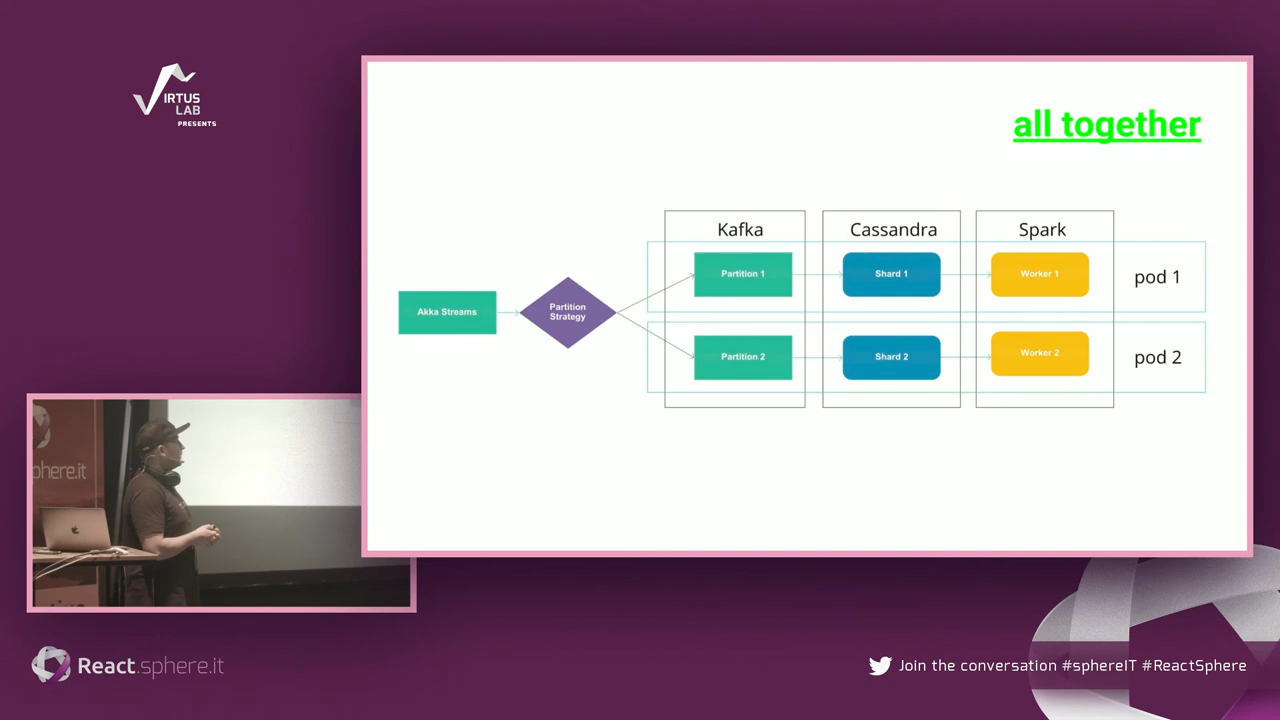 IRTUS
LAB
PRESENTS
all together
Kafka
Cassandra
Spark
Partition 1
Shard 1
Worker 1
pod 1
Akka Streams
Partition
Strategy
Partition 2
Shard 2
Worker 2
pod 2
phere.it
React.sphere.it
Join the conversation #sphereIT #ReactSphere